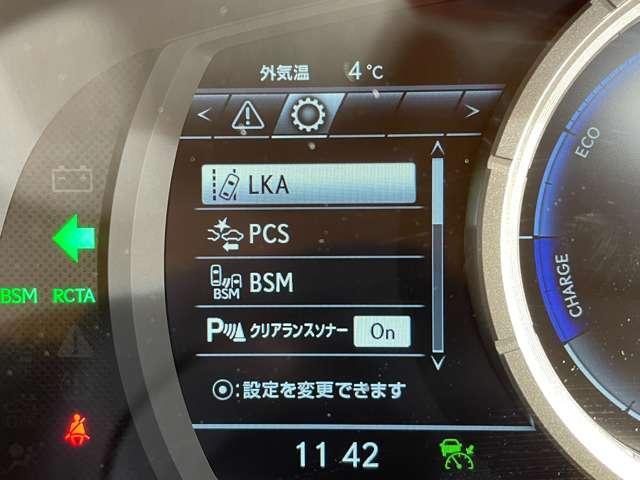 外気温 4℃
LKA
PCS
BSM
BSM
クリアランスソナー On
⦿:設定を変更できます
11:42
BSM RCTA
ECO
CHARGE